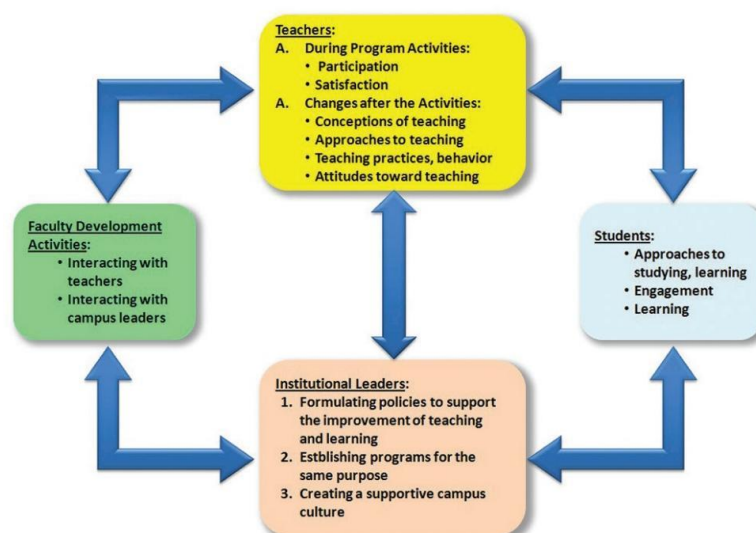 Teachers:
A. During Program Activities:
• Participation
• Satisfaction
A. Changes after the Activities:
• Conceptions of teaching
• Approaches to teaching
• Teaching practices, behavior
• Attitudes toward teaching
Faculty Development
Activities:
• Interacting with
teachers
• Interacting with
campus leaders
Students:
• Approaches to
studying, learning
• Engagement
• Learning
Institutional Leaders:
1. Formulating policies to support
the improvement of teaching
and learning
2. Estblishing programs for the
same purpose
3. Creating a supportive campus
culture